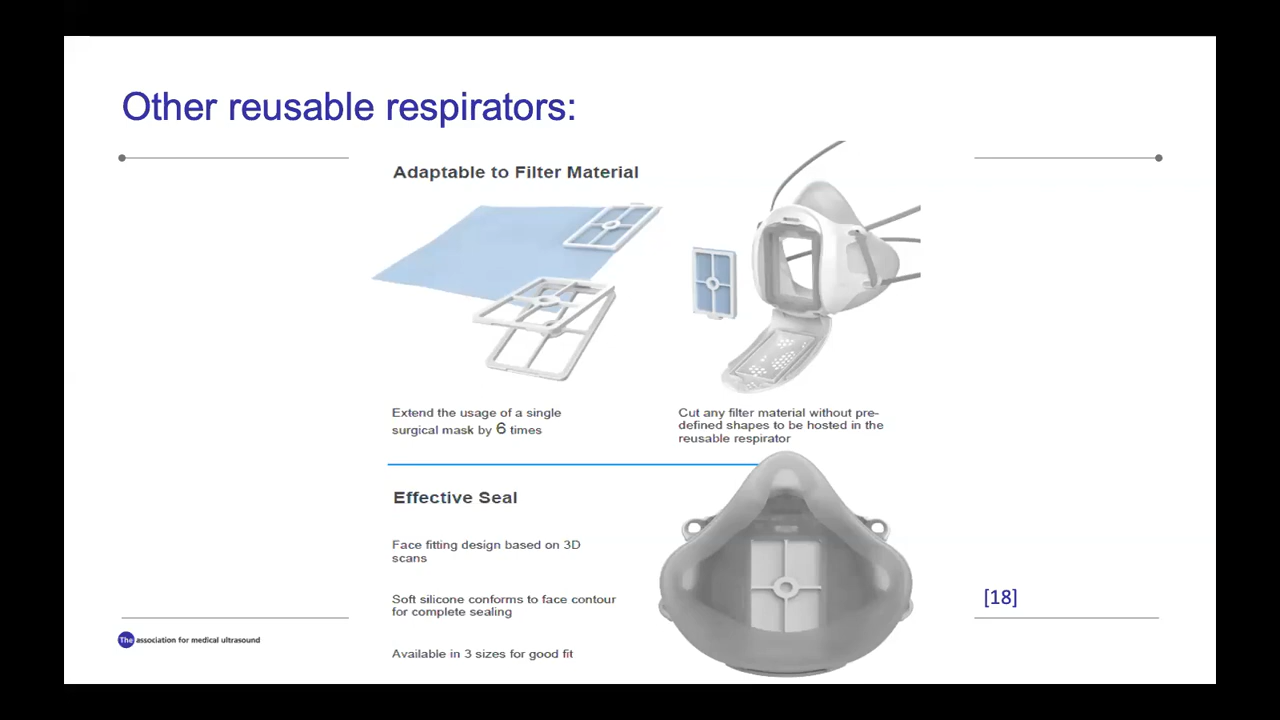 Other reusable respirators:
Adaptable to Filter Material
Extend the usage of a single
surgical mask by 6 times
Cut any filter material without pre-
defined shapes to be hosted in the
reusable respirator
Effective Seal
Face fitting design based on 3D
scans
Soft silicone conforms to face contour
for complete sealing
Available in 3 sizes for good fit
[18]
The association for medical ultrasound